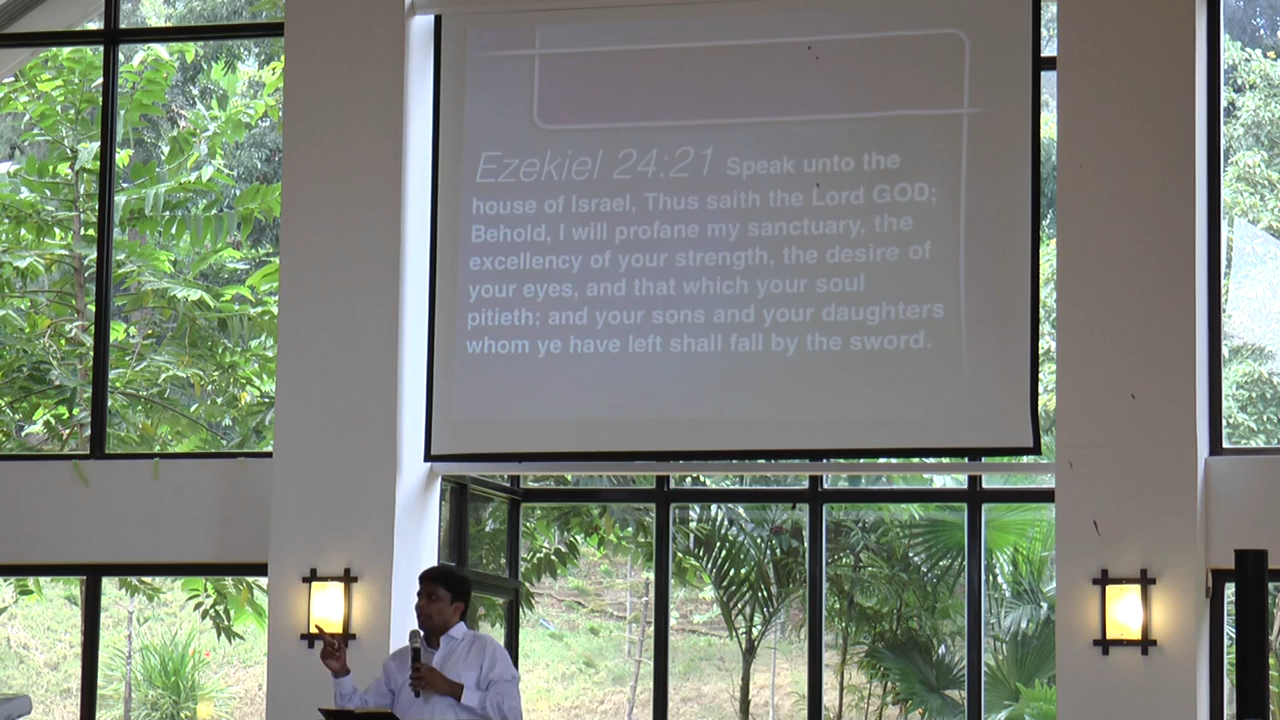 Ezekiel 24:21 Speak unto the
house of Israel, Thus saith the Lord GOD;
Behold, I will profane my sanctuary, the
excellency of your strength, the desire of
your eyes, and that which your soul
pitieth; and your sons and your daughters
whom ye have left shall fall by the sword.